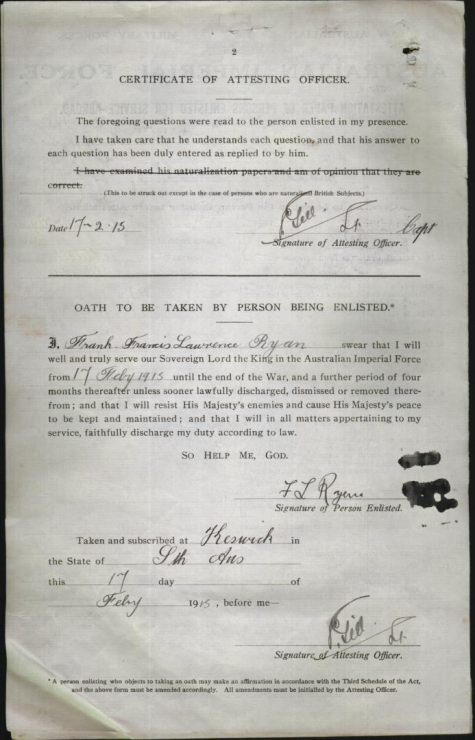 2
CERTIFICATE OF ATTESTING OFFICER.
The foregoing questions were read to the person enlisted in my presence.
I have taken care that he understands each question, and that his answer to
each question has been duly entered as replied to by him.
I have examined his naturalization papers and am of opinion that they are
correct.
(This to be struck out except in the case of persons who are naturalised British Subjects.)
Date 17-2-15 Lt. Capt
Signature of Attesting Officer.
OATH TO BE TAKEN BY PERSON BEING ENLISTED.*
I, Frank Francis Lawrence Ryan swear that I will
well and truly serve our Sovereign Lord the King in the Australian Imperial Force
from 17 Feby 1915 until the end of the War, and a further period of four
months thereafter unless sooner lawfully discharged, dismissed or removed there-
from; and that I will resist His Majesty's enemies and cause His Majesty's peace
to be kept and maintained; and that I will in all matters appertaining to my
service, faithfully discharge my duty according to law.
SO HELP ME, GOD.
F L Ryan
Signature of Person Enlisted.
Taken and subscribed at Keswick in
the State of Sth Aus
this 17 day of
Feby 1915, before me—
Lt.
Signature of Attesting Officer.
* A person enlisting who objects to taking an oath may make an affirmation in accordance with the Third Schedule of the Act,
and the above form must be amended accordingly. All amendments must be initialled by the Attesting Officer.